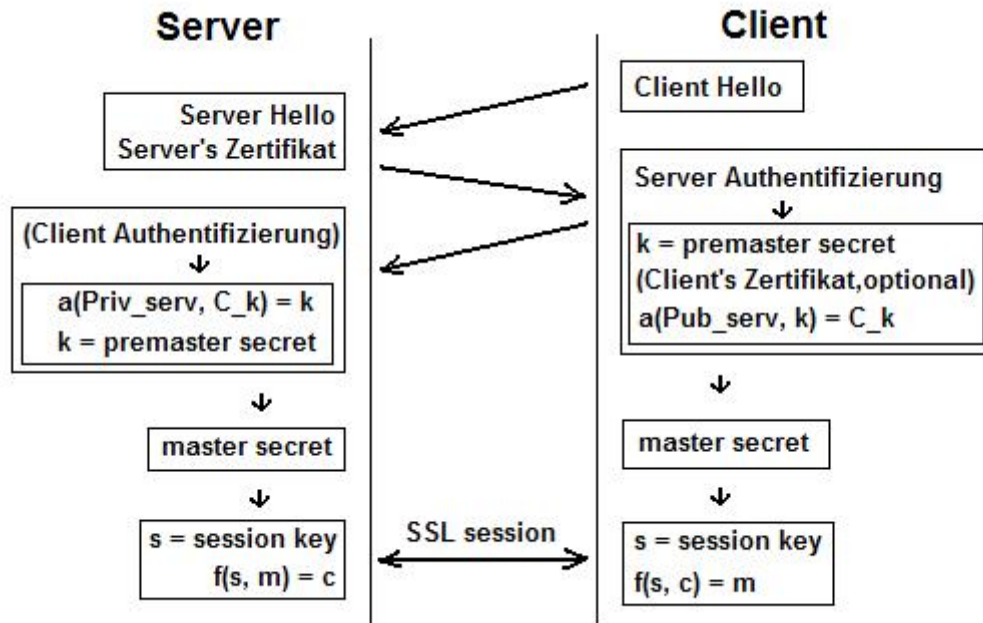 Server
Client
Client Hello
Server Hello
Server's Zertifikat
Server Authentifizierung
k = premaster secret
(Client's Zertifikat,optional)
a(Pub_serv, k) = C_k
(Client Authentifizierung)
a(Priv_serv, C_k) = k
k = premaster secret
master secret
master secret
s = session key
f(s, m) = c
SSL session
s = session key
f(s, c) = m